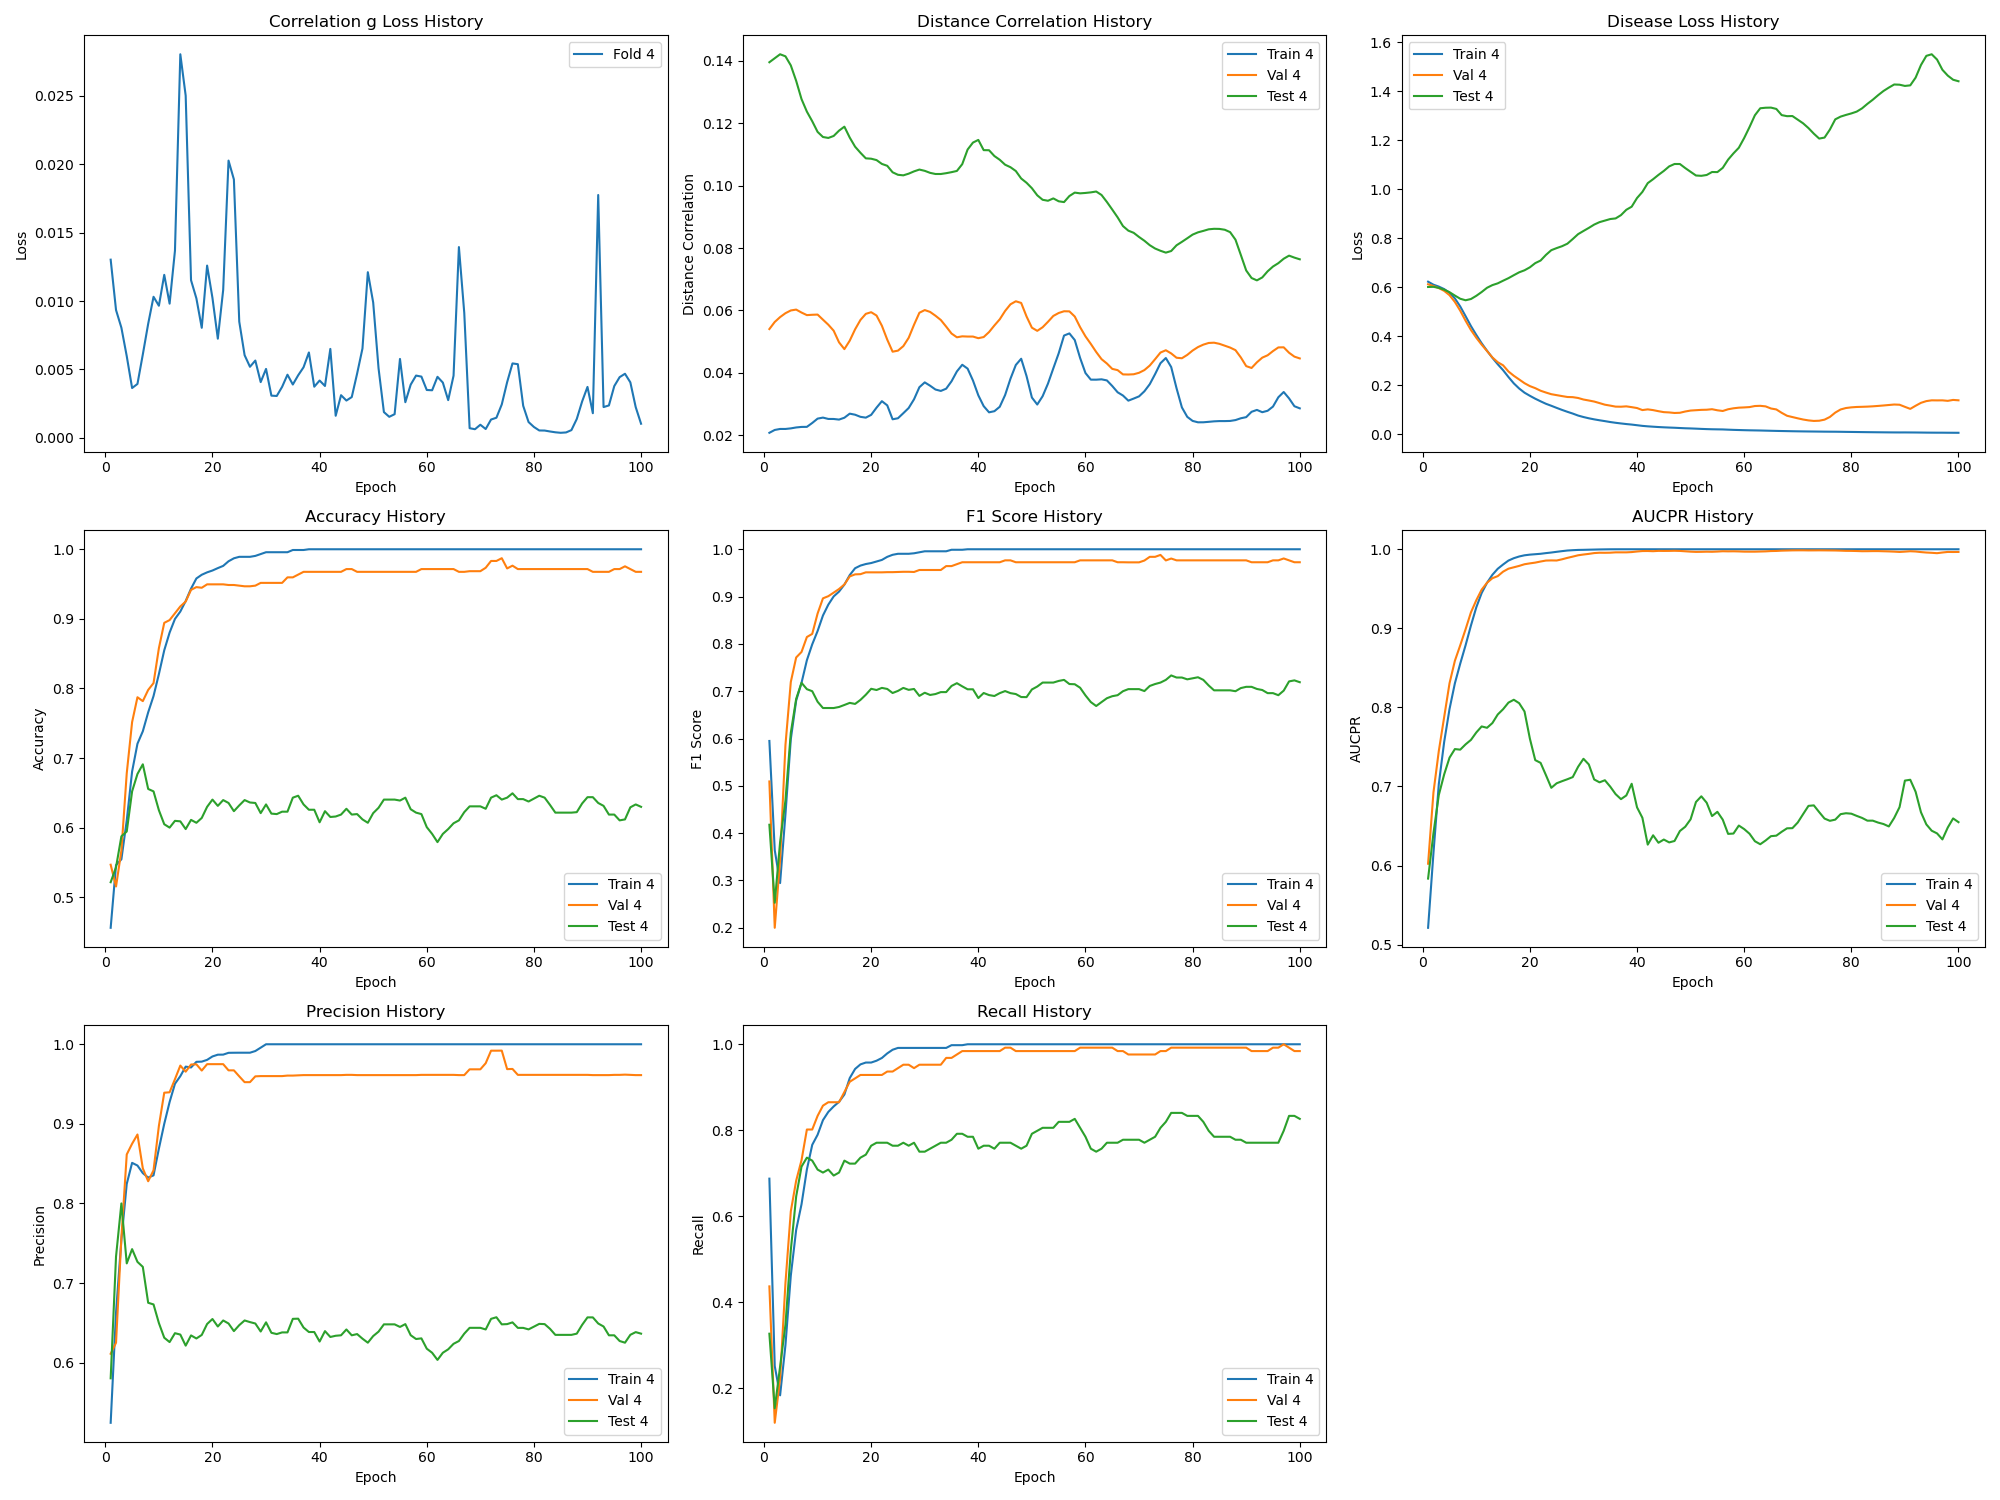 Correlation g Loss History
Loss
0.025
0.020
0.015
0.010
0.005
0.000
0 20 40 60 80 100
Epoch
Fold 4
Distance Correlation History
Distance Correlation
0.14
0.12
0.10
0.08
0.06
0.04
0.02
0 20 40 60 80 100
Epoch
Train 4
Val 4
Test 4
Disease Loss History
Loss
1.6
1.4
1.2
1.0
0.8
0.6
0.4
0.2
0.0
0 20 40 60 80 100
Epoch
Train 4
Val 4
Test 4
Accuracy History
Accuracy
1.0
0.9
0.8
0.7
0.6
0.5
0 20 40 60 80 100
Epoch
Train 4
Val 4
Test 4
F1 Score History
F1 Score
1.0
0.9
0.8
0.7
0.6
0.5
0.4
0.3
0.2
0 20 40 60 80 100
Epoch
Train 4
Val 4
Test 4
AUCPR History
AUCPR
1.0
0.9
0.8
0.7
0.6
0.5
0 20 40 60 80 100
Epoch
Train 4
Val 4
Test 4
Precision History
Precision
1.0
0.9
0.8
0.7
0.6
0 20 40 60 80 100
Epoch
Train 4
Val 4
Test 4
Recall History
Recall
1.0
0.8
0.6
0.4
0.2
0 20 40 60 80 100
Epoch
Train 4
Val 4
Test 4